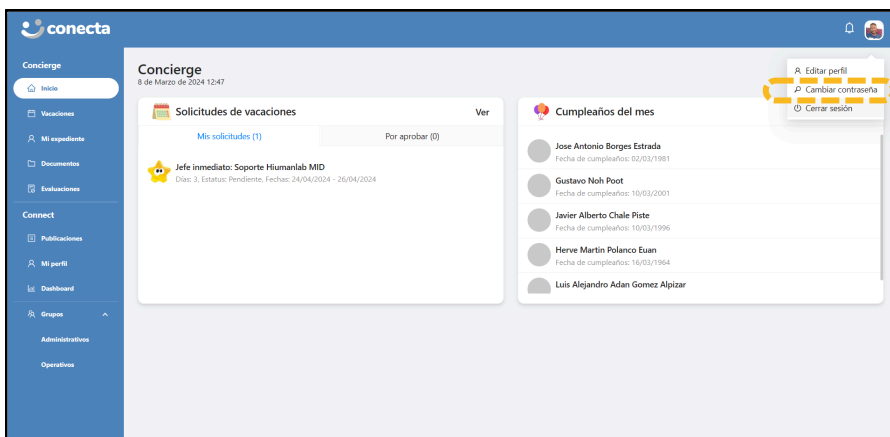 conecta
Concierge
Inicio
Vacaciones
Mi expediente
Documentos
Evaluaciones
Connect
Publicaciones
Mi perfil
Dashboard
Grupos
Administrativos
Operativos
Concierge
8 de Marzo de 2024 12:47
Solicitudes de vacaciones
Ver
Mis solicitudes (1)
Por aprobar (0)
Jefe inmediato: Soporte Hiumanlab MID
Días: 3, Estatus: Pendiente, Fechas: 24/04/2024 - 26/04/2024
Cumpleaños del mes
Jose Antonio Borges Estrada
Fecha de cumpleaños: 02/03/1981
Gustavo Noh Poot
Fecha de cumpleaños: 10/03/2001
Javier Alberto Chale Piste
Fecha de cumpleaños: 10/03/1996
Herve Martin Polanco Euan
Fecha de cumpleaños: 16/03/1964
Luis Alejandro Adan Gomez Alpizar
Editar perfil
Cambiar contraseña
Cerrar sesión